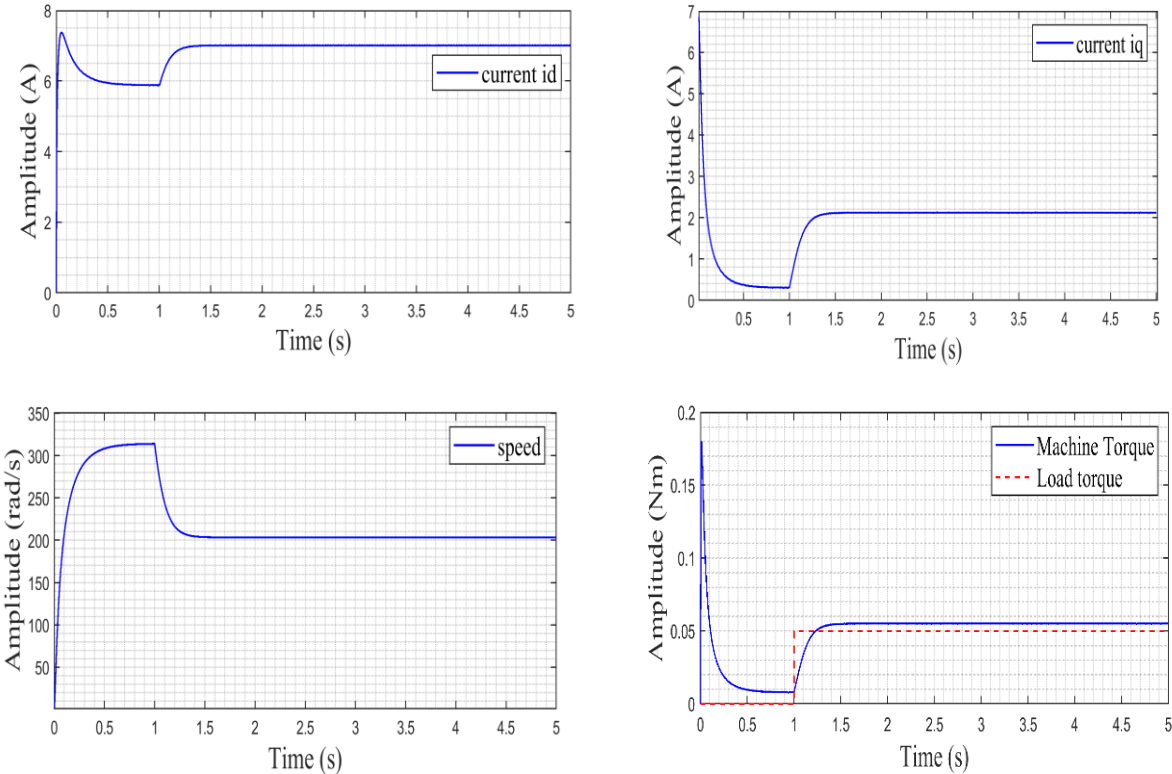 8
6
4
2
0
Amplitude (A)
current id
0 0.5 1 1.5 2 2.5 3 3.5 4 4.5 5
Time (s)
7
6
5
4
3
2
1
0
Amplitude (A)
current iq
0.5 1 1.5 2 2.5 3 3.5 4 4.5 5
Time (s)
350
300
250
200
150
100
50
Amplitude (rad/s)
speed
0 0.5 1 1.5 2 2.5 3 3.5 4 4.5 5
Time (s)
0.2
0.15
0.1
0.05
0
Amplitude (Nm)
Machine Torque
Load torque
0 0.5 1 1.5 2 2.5 3 3.5 4 4.5 5
Time (s)